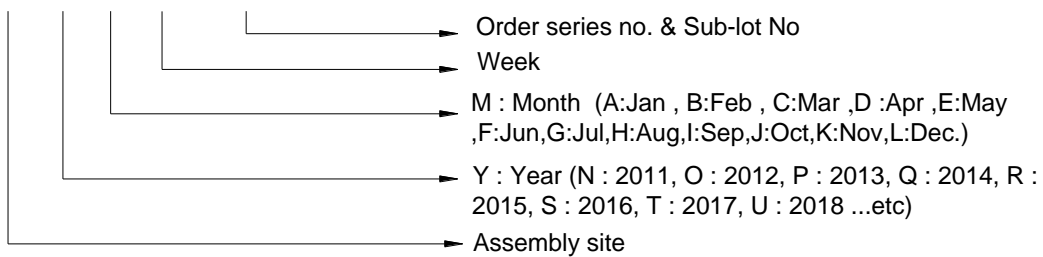 Order series no. & Sub-lot No
Week
M : Month (A:Jan , B:Feb , C:Mar ,D :Apr ,E:May
,F:Jun,G:Jul,H:Aug,I:Sep,J:Oct,K:Nov,L:Dec.)
Y : Year (N : 2011, O : 2012, P : 2013, Q : 2014, R :
2015, S : 2016, T : 2017, U : 2018 ...etc)
Assembly site